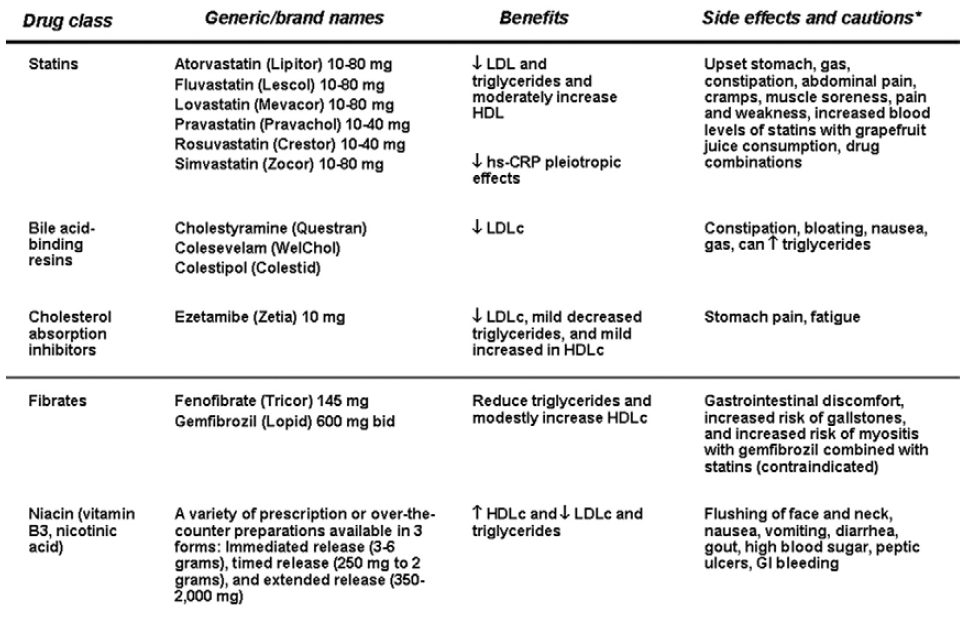 Drug class Generic/brand names Benefits Side effects and cautions*
Statins
Atorvastatin (Lipitor) 10-80 mg
Fluvastatin (Lescol) 10-80 mg
Lovastatin (Mevacor) 10-80 mg
Pravastatin (Pravachol) 10-40 mg
Rosuvastatin (Crestor) 10-40 mg
Simvastatin (Zocor) 10-80 mg
↓ LDL and
triglycerides and
moderately increase
HDL
↓ hs-CRP pleiotropic
effects
Upset stomach, gas,
constipation, abdominal pain,
cramps, muscle soreness, pain
and weakness, increased blood
levels of statins with grapefruit
juice consumption, drug
combinations
Bile acid-
binding
resins
Cholestyramine (Questran)
Colesevelam (WelChol)
Colestipol (Colestid)
↓ LDLc
Constipation, bloating, nausea,
gas, can ↑ triglycerides
Cholesterol
absorption
inhibitors
Ezetamibe (Zetia) 10 mg
↓ LDLc, mild decreased
triglycerides, and mild
increased in HDLc
Stomach pain, fatigue
Fibrates
Fenofibrate (Tricor) 145 mg
Gemfibrozil (Lopid) 600 mg bid
Reduce triglycerides and
modestly increase HDLc
Gastrointestinal discomfort,
increased risk of gallstones,
and increased risk of myositis
with gemfibrozil combined with
statins (contraindicated)
Niacin (vitamin
B3, nicotinic
acid)
A variety of prescription or over-the-
counter preparations available in 3
forms: Immediated release (3-6
grams), timed release (250 mg to 2
grams), and extended release (350-
2,000 mg)
↑ HDLc and ↓ LDLc and
triglycerides
Flushing of face and neck,
nausea, vomiting, diarrhea,
gout, high blood sugar, peptic
ulcers, GI bleeding